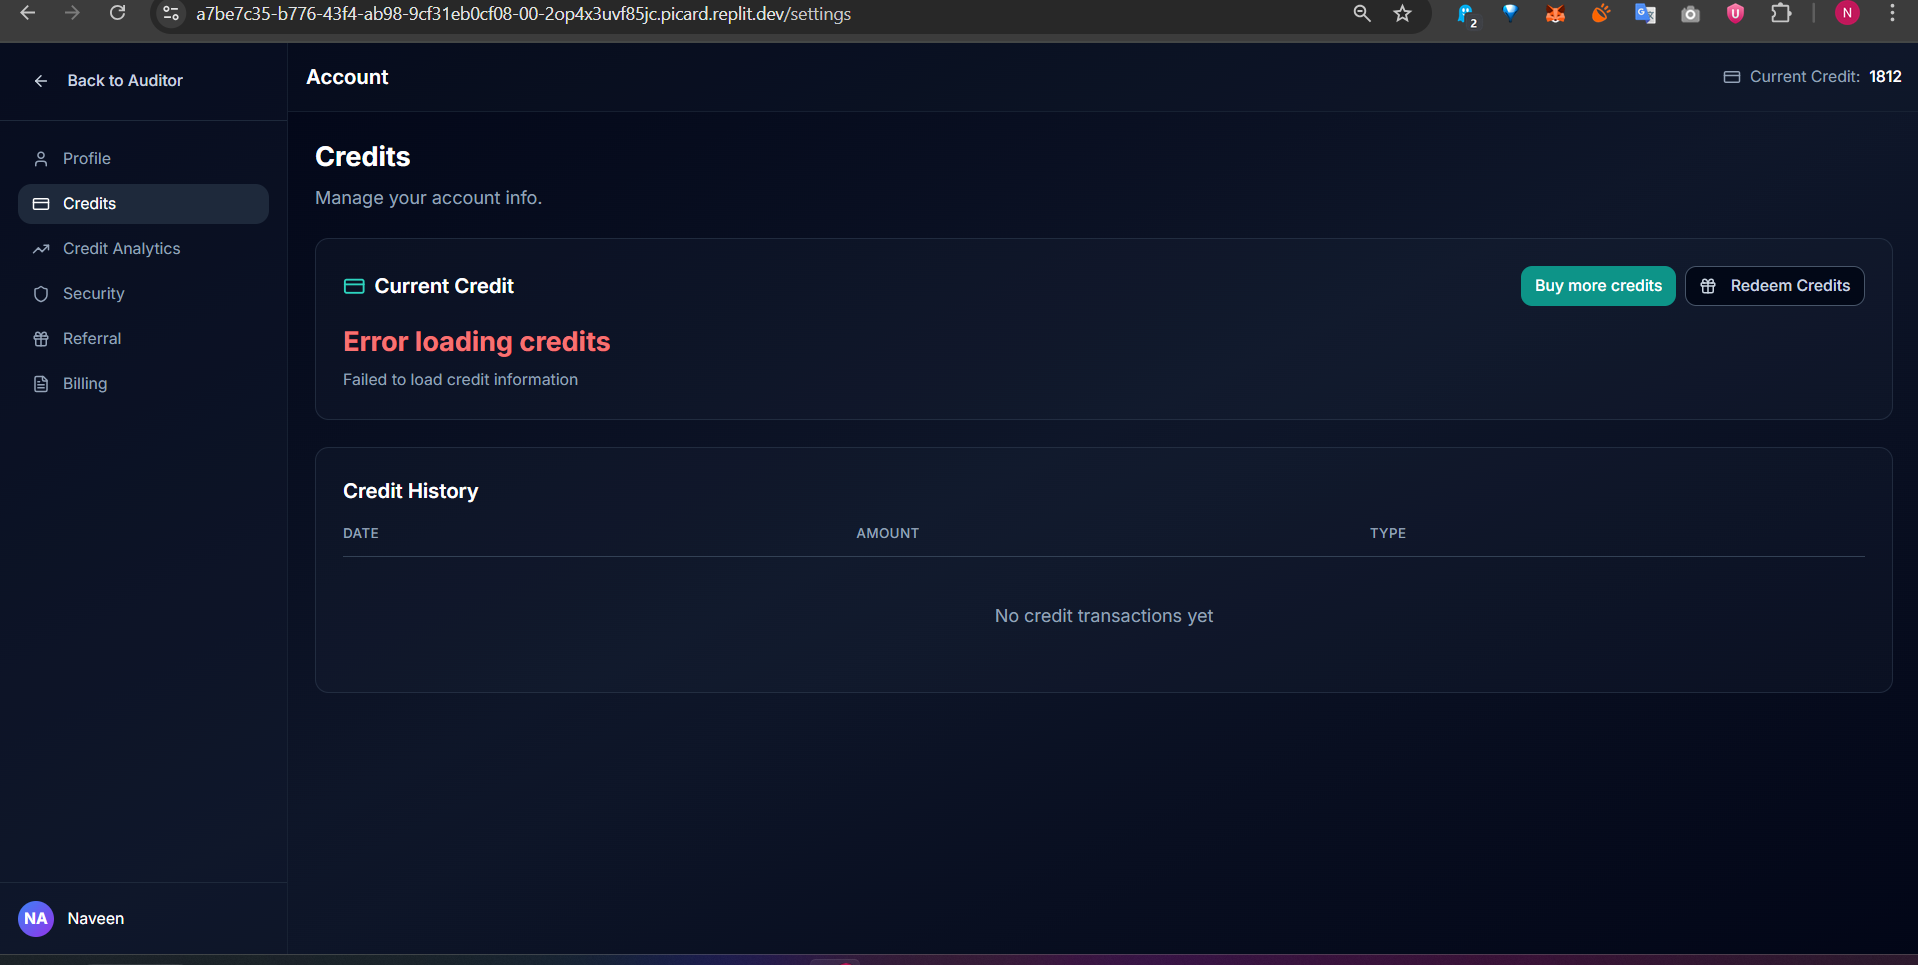 a7be7c35-b776-43f4-ab98-9cf31eb0cf08-00-2op4x3uvf85jc.picard.replit.dev/settings
2
U
N
Back to Auditor
Account
Current Credit: 1812
Profile
Credits
Credit Analytics
Security
Referral
Billing
Credits
Manage your account info.
Current Credit
Buy more credits
Redeem Credits
Error loading credits
Failed to load credit information
Credit History
DATE AMOUNT TYPE
No credit transactions yet
NA Naveen